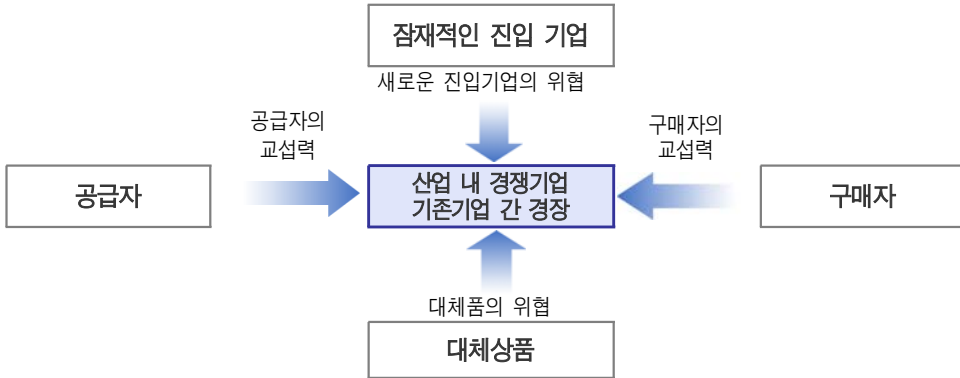 잠재적인 진입 기업
새로운 진입기업의 위협
공급자의
교섭력
구매자의
교섭력
공급자
산업 내 경쟁기업
기존기업 간 경장
구매자
대체품의 위협
대체상품